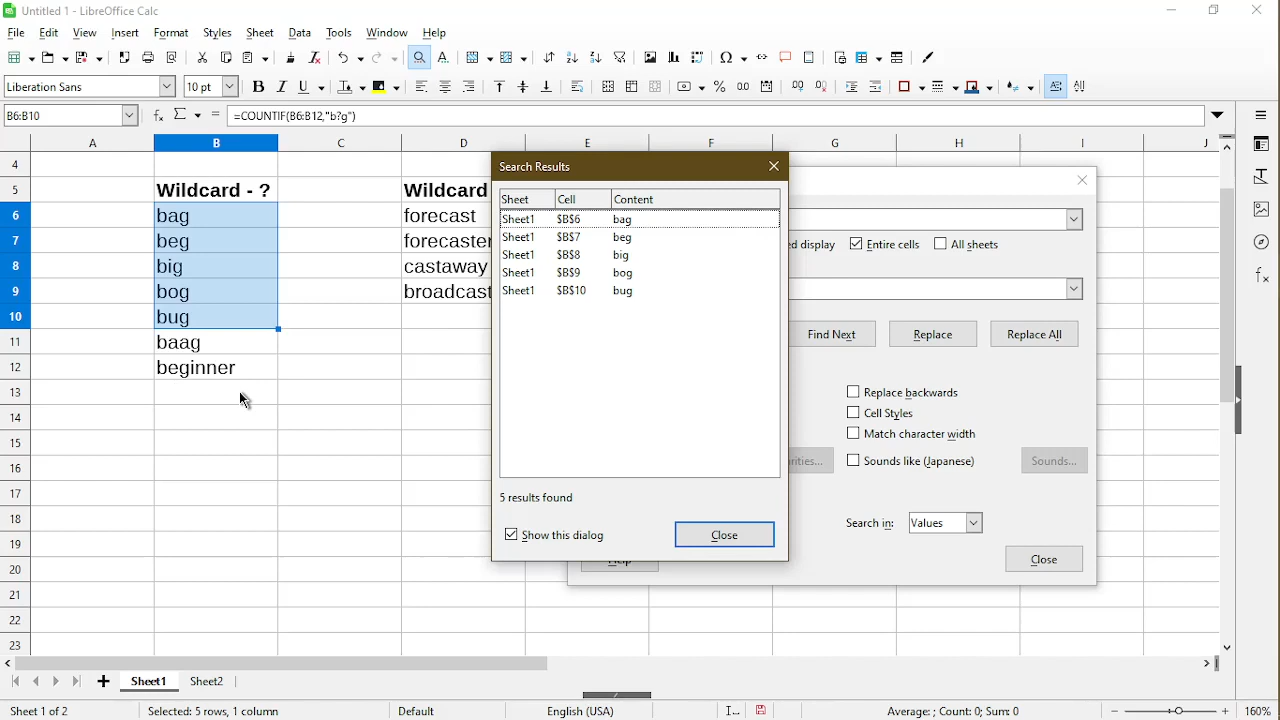 Untitled 1 - LibreOffice Calc
File Edit View Insert Format Styles Sheet Data Tools Window Help
Liberation Sans 10 pt
B6:B10 =COUNTIF(B6:B12,"b?g")
A B C D E F G H I J
4
5 Wildcard - ? Wildcard
6 bag forecast
7 beg forecaster
8 big castaway
9 bog broadcast
10 bug
11 baag
12 beginner
13
14
15
16
17
18
19
20
21
22
23
Search Results
Sheet Cell Content
Sheet1 $B$6 bag
Sheet1 $B$7 beg
Sheet1 $B$8 big
Sheet1 $B$9 bog
Sheet1 $B$10 bug
5 results found
Show this dialog Close
ed display Entire cells All sheets
Find Next Replace Replace All
Replace backwards
Cell Styles
Match character width
Sounds like (Japanese) Sounds...
Search in: Values
Help Close
Sheet1 Sheet2
Sheet 1 of 2 Selected: 5 rows, 1 column Default English (USA) Average: ; Count: 0; Sum: 0 160%